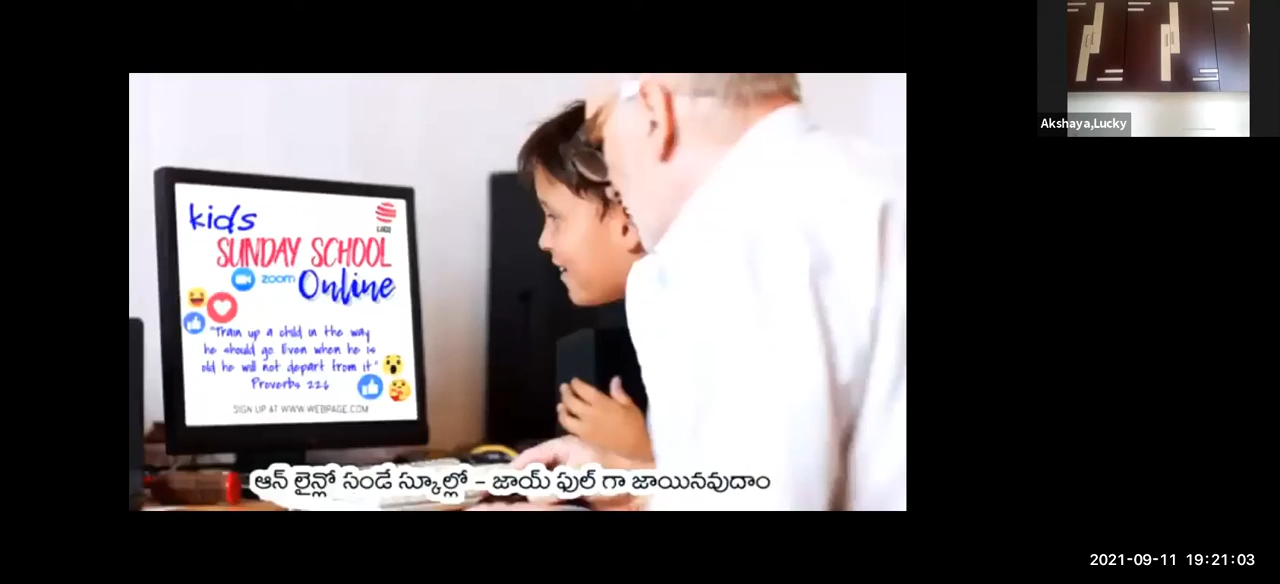 kids
SUNDAY SCHOOL
zoom Online
"Train up a child in the way
he should go. Even when he is
old he will not depart from it"
Proverbs 22:6
SIGN UP AT WWW.WEBPAGE.COM
ఆన్ లైన్లో సండే స్కూల్లో – జాయ్ ఫుల్ గా జాయినవుదాం
Akshaya,Lucky
2021-09-11 19:21:03